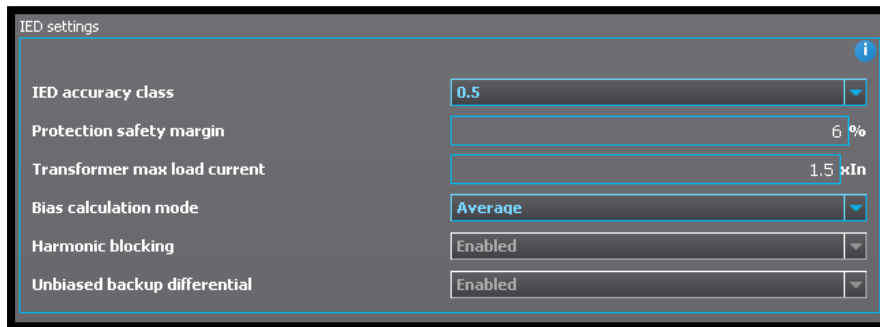 IED settings
i
IED accuracy class 0.5
Protection safety margin 6 %
Transformer max load current 1.5 xIn
Bias calculation mode Average
Harmonic blocking Enabled
Unbiased backup differential Enabled